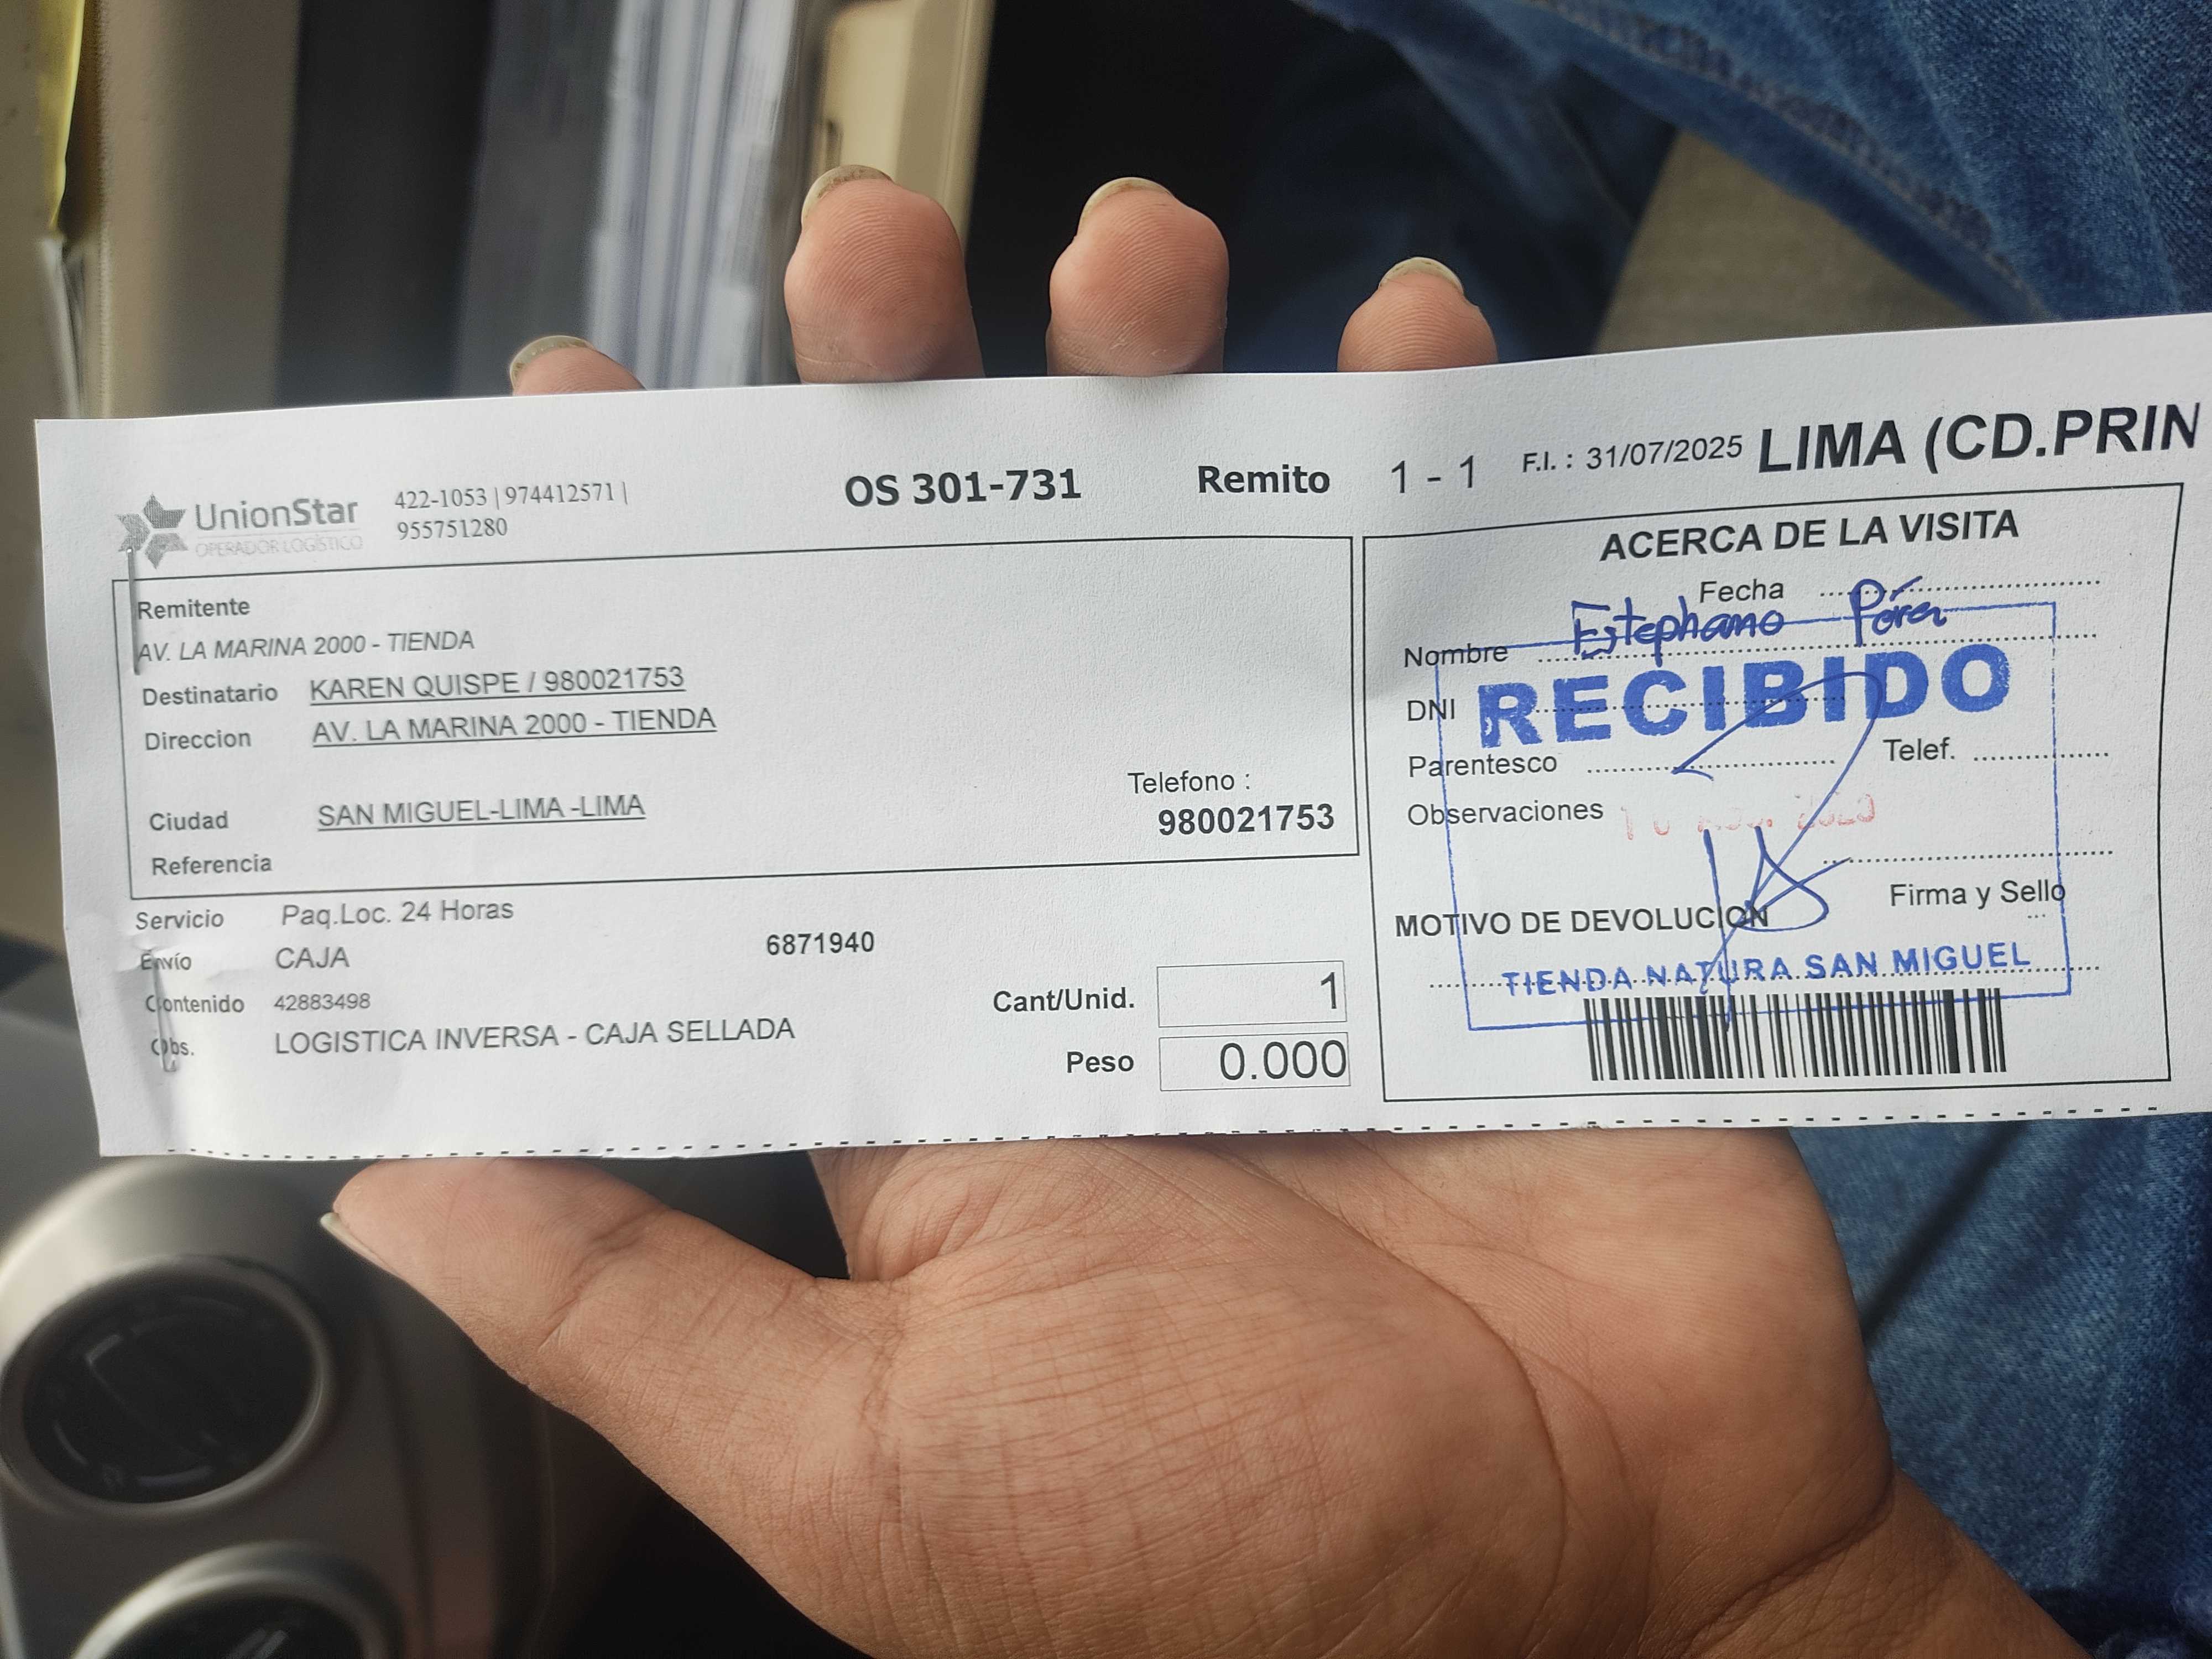 UnionStar
OPERADOR LOGÍSTICO
422-1053 | 974412571 |
955751280
OS 301-731
Remito 1 - 1
F.I. : 31/07/2025
LIMA (CD.PRIN
Remitente
AV. LA MARINA 2000 - TIENDA
Destinatario KAREN QUISPE / 980021753
Direccion AV. LA MARINA 2000 - TIENDA
Telefono :
980021753
Ciudad SAN MIGUEL-LIMA -LIMA
Referencia
Servicio Paq.Loc. 24 Horas
Envío CAJA
6871940
Contenido 42883498
Obs. LOGISTICA INVERSA - CAJA SELLADA
Cant/Unid. 1
Peso 0.000
ACERCA DE LA VISITA
Fecha
Nombre Estephano
RECIBIDO
DNI
Parentesco
Telef.
Observaciones
Firma y Sello
MOTIVO DE DEVOLUCION
TIENDA NATURA SAN MIGUEL